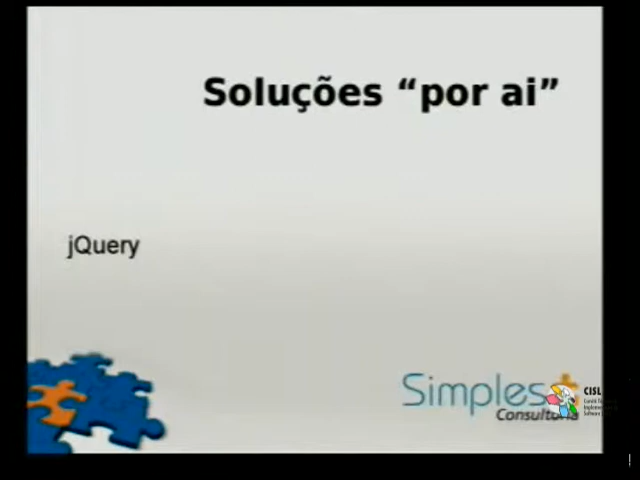 Soluções “por ai”
jQuery
Simples
Consultoria
CISL